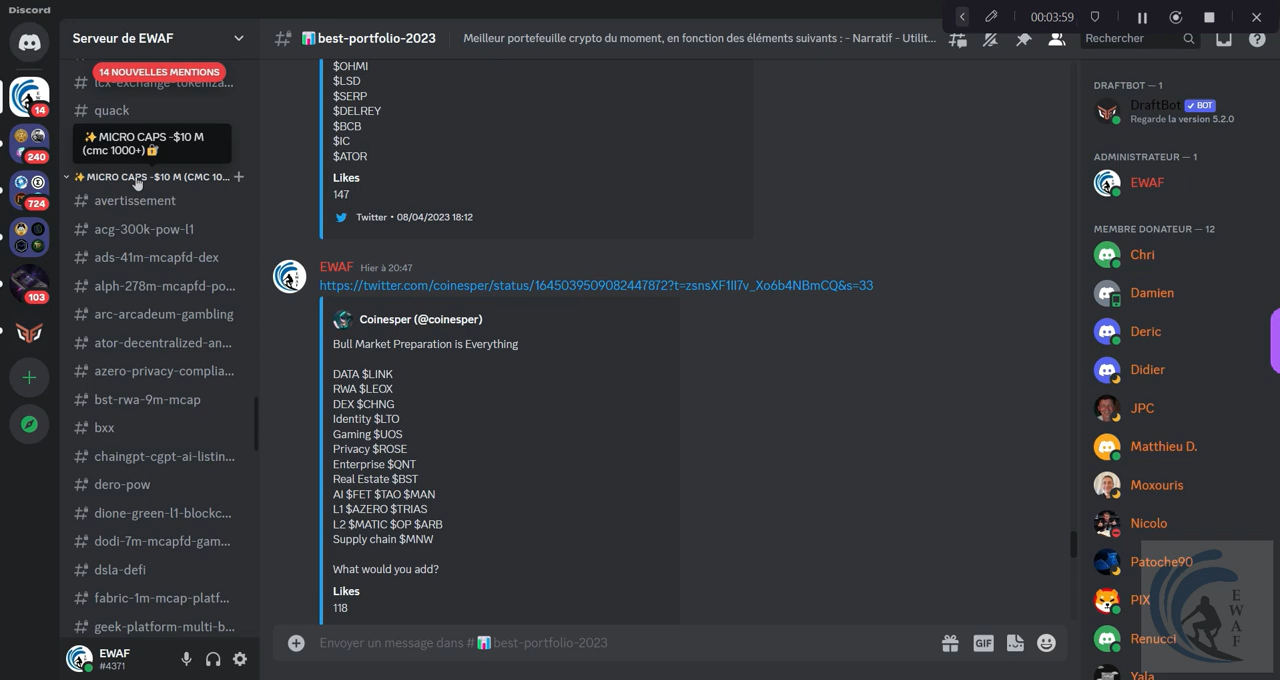 Discord
00:03:59
Serveur de EWAF
📊best-portfolio-2023
Meilleur portefeuille crypto du moment, en fonction des éléments suivants : - Narratif - Utilit...
Rechercher
14
240
724
103
14 NOUVELLES MENTIONS
lcx-exchange-tokeniza...
quack
✨ MICRO CAPS -$10 M
(cmc 1000+)🔐
✨ MICRO CAPS -$10 M (CMC 10...
avertissement
acg-300k-pow-l1
ads-41m-mcapfd-dex
alph-278m-mcapfd-po...
arc-arcadeum-gambling
ator-decentralized-an...
azero-privacy-complia...
bst-rwa-9m-mcap
bxx
chaingpt-cgpt-ai-listin...
dero-pow
dione-green-l1-blockc...
dodi-7m-mcapfd-gam...
dsla-defi
fabric-1m-mcap-platf...
geek-platform-multi-b...
EWAF
#4371
$OHMI
$LSD
$SERP
$DELREY
$BCB
$IC
$ATOR
Likes
147
Twitter • 08/04/2023 18:12
EWAF Hier à 20:47
https://twitter.com/coinesper/status/1645039509082447872?t=zsnsXF1lI7v_Xo6b4NBmCQ&s=33
Coinesper (@coinesper)
Bull Market Preparation is Everything
DATA $LINK
RWA $LEOX
DEX $CHNG
Identity $LTO
Gaming $UOS
Privacy $ROSE
Enterprise $QNT
Real Estate $BST
AI $FET $TAO $MAN
L1 $AZERO $TRIAS
L2 $MATIC $OP $ARB
Supply chain $MNW
What would you add?
Likes
118
Envoyer un message dans #📊best-portfolio-2023
GIF
DRAFTBOT — 1
DraftBot ✓ BOT
Regarde la version 5.2.0
ADMINISTRATEUR — 1
EWAF
MEMBRE DONATEUR — 12
Chri
Damien
Deric
Didier
JPC
Matthieu D.
Moxouris
Nicolo
Patoche90
PIX
Renucci
Yala
EWAF